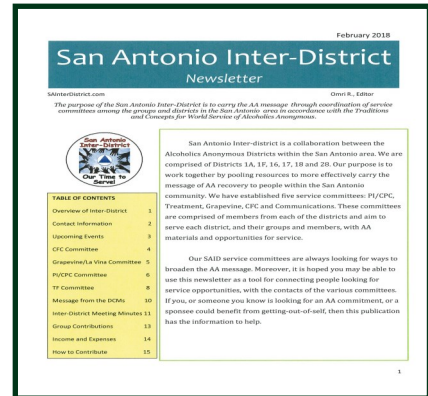 February 2018
San Antonio Inter-District
Newsletter
SAInterDistrict.com
Omri R., Editor
The purpose of the San Antonio Inter-District is to carry the AA message through coordination of service
committees among the groups and districts in the San Antonio area in accordance with the Traditions
and Concepts for World Service of Alcoholics Anonymous.
San Antonio
Inter-District
Our Time to
Serve!
TABLE OF CONTENTS
Overview of Inter-District 1
Contact Information 2
Upcoming Events 3
CFC Committee 4
Grapevine/La Vina Committee 5
PI/CPC Committee 6
TF Committee 8
Message from the DCMs 10
Inter-District Meeting Minutes 11
Group Contributions 13
Income and Expenses 14
How to Contribute 15
San Antonio Inter-district is a collaboration between the
Alcoholics Anonymous Districts within the San Antonio area. We are
comprised of Districts 1A, 1F, 16, 17, 18 and 28. Our purpose is to
work together by pooling resources to more effectively carry the
message of AA recovery to people within the San Antonio
community. We have established five service committees: PI/CPC,
Treatment, Grapevine, CFC and Communications. These committees
are comprised of members from each of the districts and aim to
serve each district, and their groups and members, with AA
materials and opportunities for service.
Our SAID service committees are always looking for ways to
broaden the AA message. Moreover, it is hoped you may be able to
use this newsletter as a tool for connecting people looking for
service opportunities, with the contacts of the various committees.
If you, or someone you know is looking for an AA commitment, or a
sponsee could benefit from getting-out-of-self, then this publication
has the information to help.
1